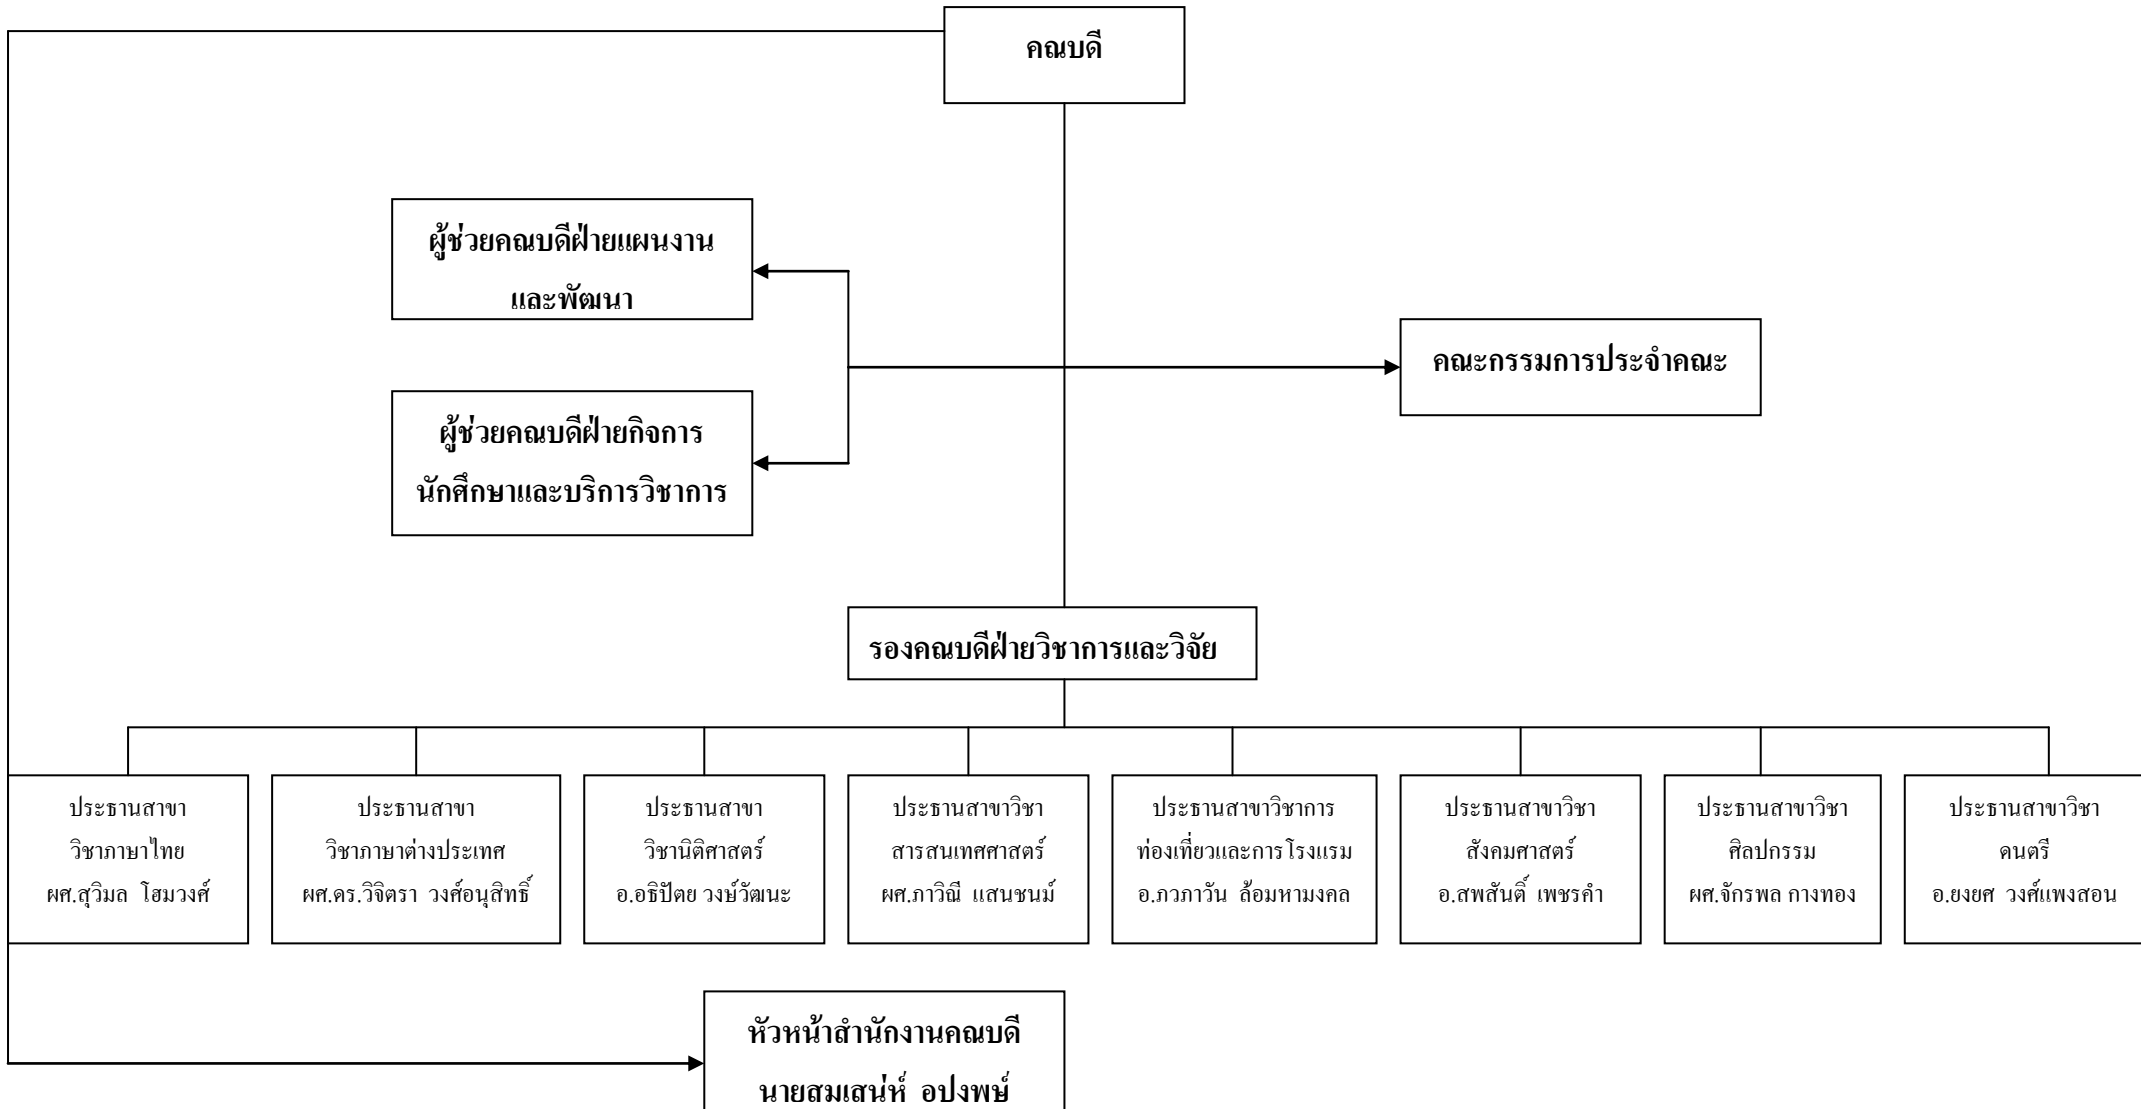 คณบดี
ผู้ช่วยคณบดีฝ่ายแผนงาน
และพัฒนา
คณะกรรมการประจำคณะ
ผู้ช่วยคณบดีฝ่ายกิจการ
นักศึกษาและบริการวิชาการ
รองคณบดีฝ่ายวิชาการและวิจัย
ประธานสาขา
วิชาภาษาไทย
ผศ.สุวิมล โฮมวงศ์
ประธานสาขา
วิชาภาษาต่างประเทศ
ผศ.ดร.วิจิตรา วงศ์อนุสิทธิ์
ประธานสาขา
วิชานิติศาสตร์
อ.อธิปัตย วงษ์วัฒนะ
ประธานสาขาวิชา
สารสนเทศศาสตร์
ผศ.ภาวิณี แสนชนม์
ประธานสาขาวิชาการ
ท่องเที่ยวและการโรงแรม
อ.ภวภาวัน ล้อมหามงคล
ประธานสาขาวิชา
สังคมศาสตร์
อ.สพสันติ์ เพชรคำ
ประธานสาขาวิชา
ศิลปกรรม
ผศ.จักรพล กางทอง
ประธานสาขาวิชา
ดนตรี
อ.ยงยศ วงศ์แพงสอน
หัวหน้าสำนักงานคณบดี
นายสมเสน่ห์